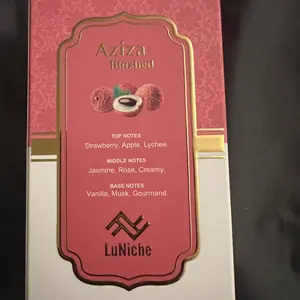 Aziza
Blushed
TOP NOTES
Strawberry, Apple, Lychee.
MIDDLE NOTES
Jasmine, Rose, Creamy.
BASE NOTES
Vanilla, Musk, Gourmand.
LuNiche